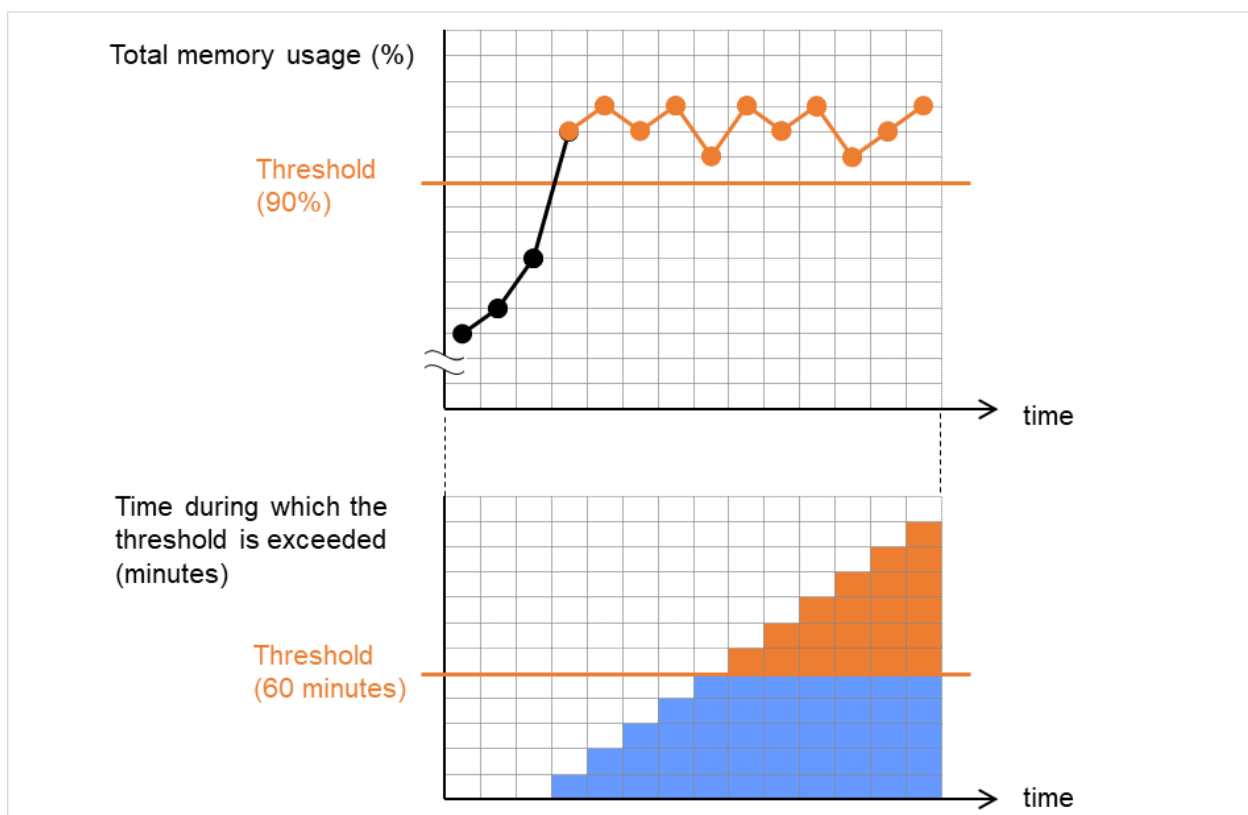 Total memory usage (%)
Threshold
(90%)
time
Time during which the
threshold is exceeded
(minutes)
Threshold
(60 minutes)
time